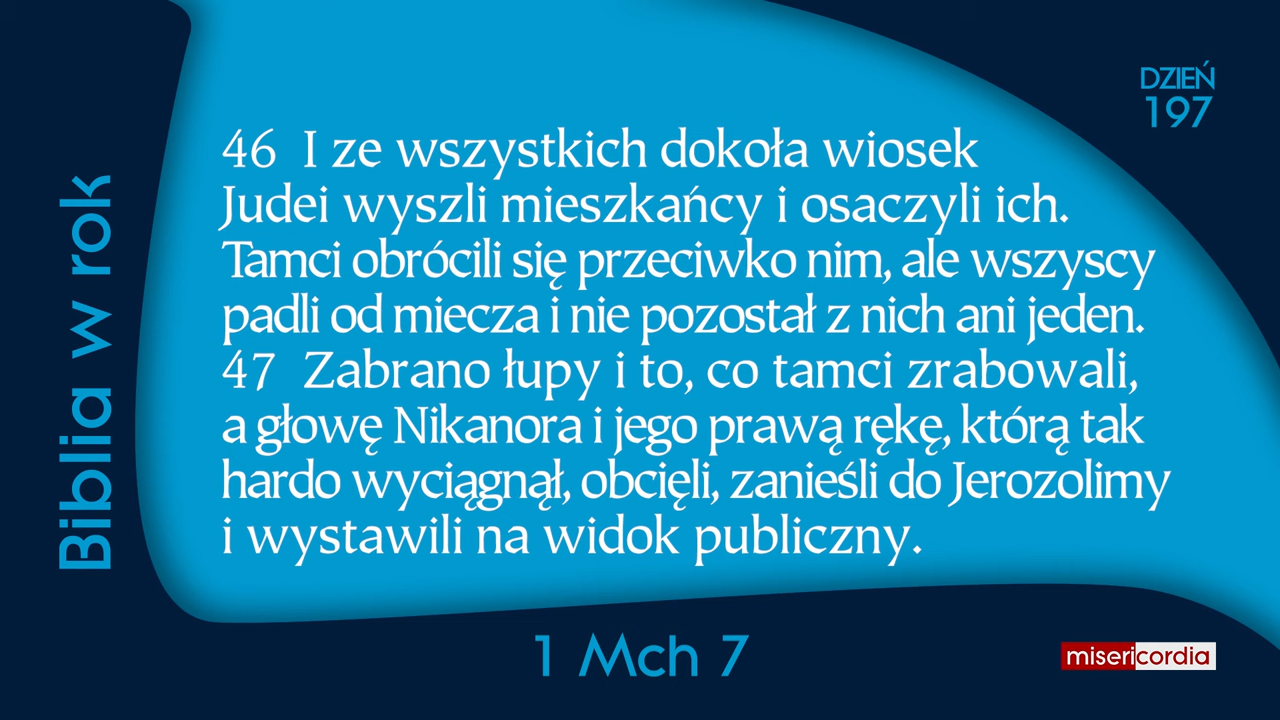 DZIEŃ
197
46 I ze wszystkich dokoła wiosek
Judei wyszli mieszkańcy i osaczyli ich.
Tamci obrócili się przeciwko nim, ale wszyscy
padli od miecza i nie pozostał z nich ani jeden.
47 Zabrano łupy i to, co tamci zrabowali,
a głowę Nikanora i jego prawą rękę, którą tak
hardo wyciągnął, obcięli, zanieśli do Jerozolimy
i wystawili na widok publiczny.
Biblia w rok
1 Mch 7
misericordia